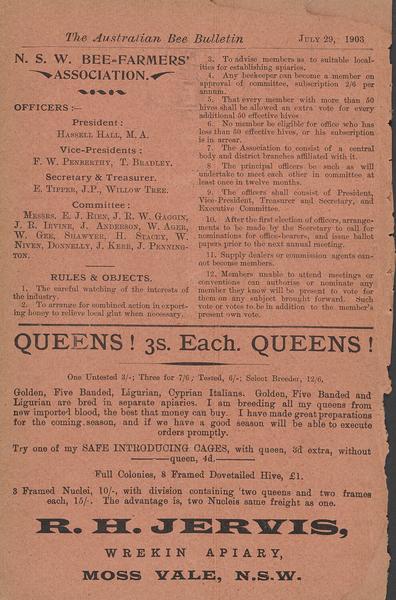 The Australian Bee Bulletin July 29, 1903
N. S. W. BEE-FARMERS'
ASSOCIATION.
OFFICERS :—
President :
Hassell Hall, M. A.
Vice-Presidents :
F. W. Penberthy, T. Bradley.
Secretary & Treasurer.
E. Tipper, J.P., Willow Tree.
Committee :
Messrs. E. J. Rien, J. R. W. Gaggin,
J. R. Irvine, J. Anderson, W. Ager,
W. Gee, Shawyer, H. Stacey, W.
Niven, Donnelly, J. Kerr, J. Penning-
ton.
RULES & OBJECTS.
1. The careful watching of the interests of
the industry.
2. To arrange for combined action in export-
ing honey to relieve local glut when necessary.
3. To advise members as to suitable local-
ities for establishing apiaries.
4. Any beekeeper can become a member on
approval of committee, subscription 2/6 per
annum.
5. That every member with more than 50
hives shall be allowed an extra vote for every
additional 50 effective hives
6. No member be eligible for office who has
less than 50 effective hives, or his subscription
is in arrear.
7. The Association to consist of a central
body and district branches affiliated with it.
8 The principal officers be such as will
undertake to meet each other in committee at
least once in twelve months.
9. The officers shall consist of President,
Vice-President, Treasurer and Secretary, and
Executive Committee.
10. After the first election of officers, arrange-
ments to be made by the Secretary to call for
nominations for office-bearers, and issue ballot
papers prior to the next annual meeting.
11. Supply dealers or commission agents can-
not become members.
12. Members unable to attend meetings or
conventions can authorise or nominate any
member they know will be present to vote for
them on any subject brought forward. Such
vote or votes to be in addition to the member's
present own vote.
QUEENS ! 3s. Each. QUEENS !
One Untested 3/-; Three for 7/6; Tested, 6/-; Select Breeder, 12/6.
Golden, Five Banded, Ligurian, Cyprian Italians. Golden, Five Banded and
Ligurian are bred in separate apiaries. I am breeding all my queens from
new imported blood, the best that money can buy. I have made great preparations
for the coming season, and if we have a good season will be able to execute
orders promptly.
Try one of my SAFE INTRODUCING CAGES, with queen, 3d extra, without
queen, 4d.
Full Colonies, 8 Framed Dovetailed Hive, £1.
3 Framed Nuclei, 10/-, with division containing two queens and two frames
each, 15/-. The advantage is, two Nucleis same freight as one.
R. H. JERVIS,
WREKIN APIARY,
MOSS VALE, N.S.W.